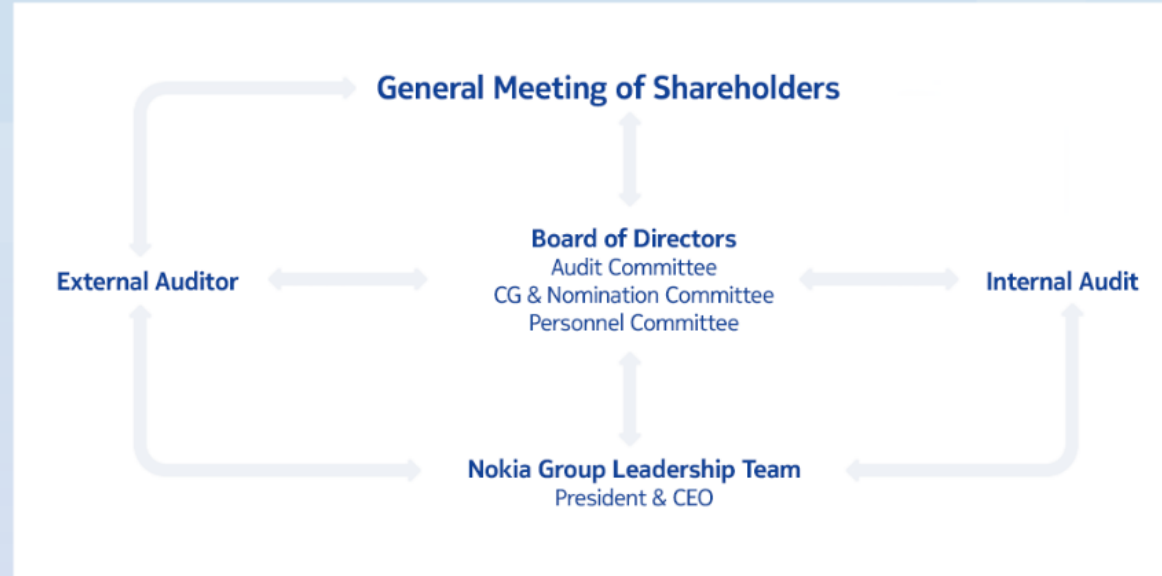 General Meeting of Shareholders
Board of Directors
Audit Committee
CG & Nomination Committee
Personnel Committee
External Auditor
Internal Audit
Nokia Group Leadership Team
President & CEO